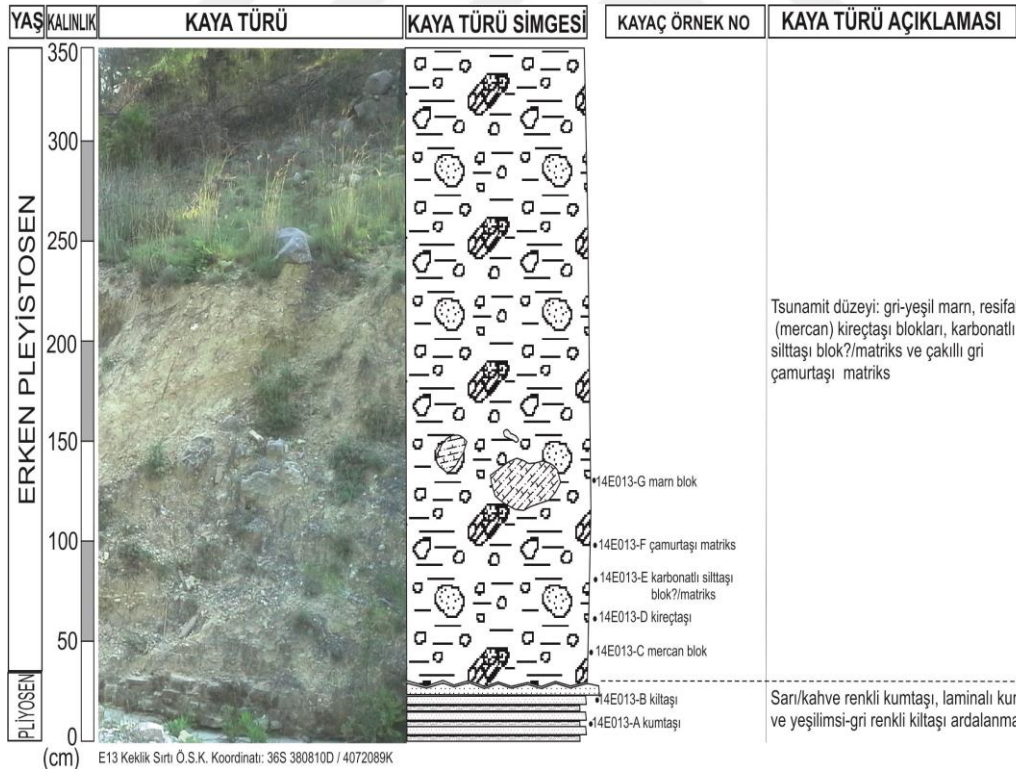 YAŞ KALINLIK KAYA TÜRÜ KAYA TÜRÜ SİMGESİ KAYAÇ ÖRNEK NO KAYA TÜRÜ AÇIKLAMASI
350
300
250
200
150
100
50
0
(cm)
ERKEN PLEYİSTOSEN
PLİYOSEN
14E013-G marn blok
14E013-F çamurtaşı matriks
14E013-E karbonatlı silttaşı
blok?/matriks
14E013-D kireçtaşı
14E013-C mercan blok
14E013-B kiltaşı
14E013-A kumtaşı
Tsunamit düzeyi: gri-yeşil marn, resifa
(mercan) kireçtaşı blokları, karbonatlı
silttaşı blok?/matriks ve çakıllı gri
çamurtaşı matriks
Sarı/kahve renkli kumtaşı, laminalı kum
ve yeşilimsi-gri renkli kiltaşı ardalanma
E13 Keklik Sırtı Ö.S.K. Koordinatı: 36S 380810D / 4072089K